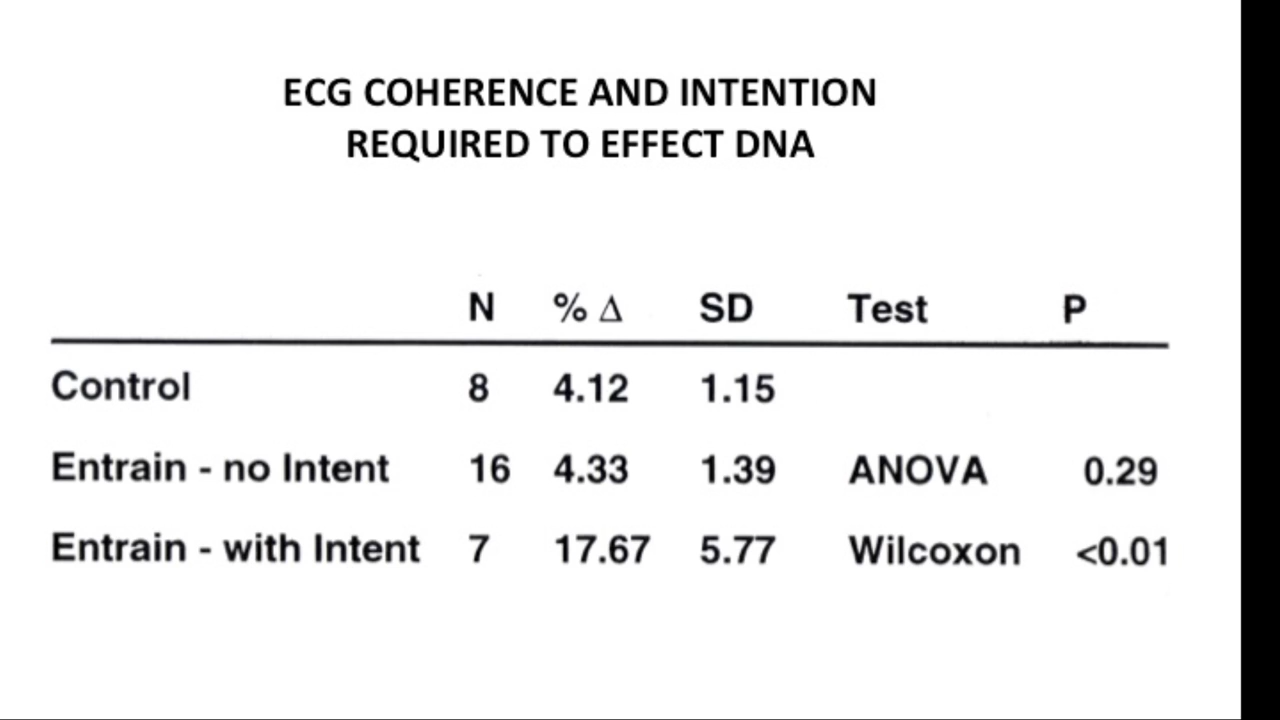 ECG COHERENCE AND INTENTION
REQUIRED TO EFFECT DNA
N % Δ SD Test P
Control 8 4.12 1.15
Entrain - no Intent 16 4.33 1.39 ANOVA 0.29
Entrain - with Intent 7 17.67 5.77 Wilcoxon <0.01